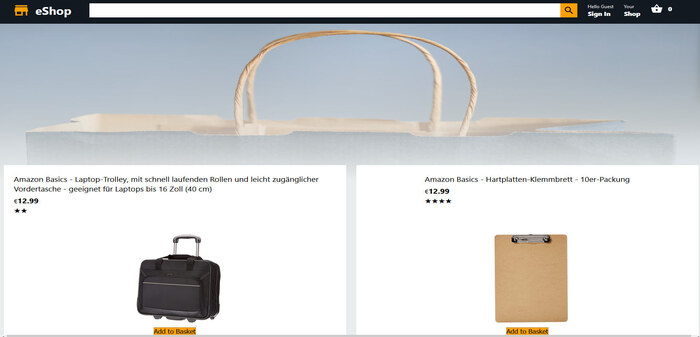 eShop
Hello Guest
Sign In
Your
Shop
0
Amazon Basics - Laptop-Trolley, mit schnell laufenden Rollen und leicht zugänglicher
Vordertasche - geeignet für Laptops bis 16 Zoll (40 cm)
€12.99
★★
Add to Basket
Amazon Basics - Hartplatten-Klemmbrett - 10er-Packung
€12.99
★★★★
Add to Basket